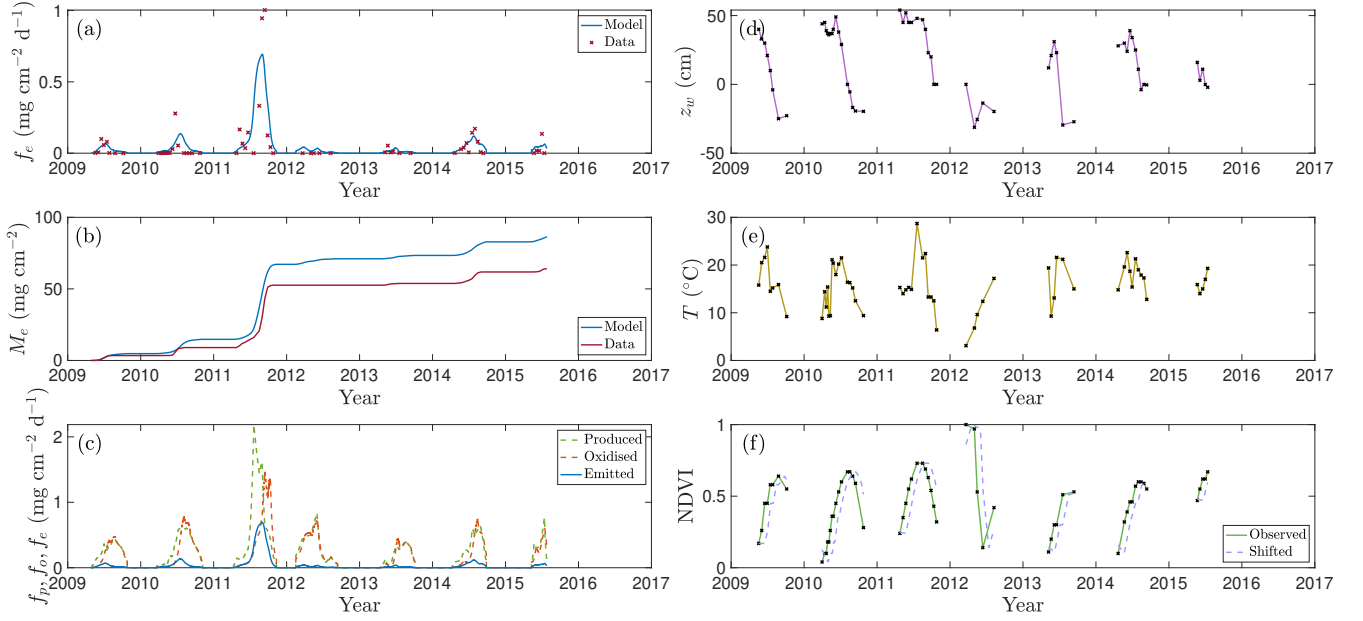 (a)
f_e (mg cm⁻² d⁻¹)
1
0.5
0
Model
Data
2009 2010 2011 2012 2013 2014 2015 2016 2017
Year
(b)
M_e (mg cm⁻²)
100
50
0
Model
Data
2009 2010 2011 2012 2013 2014 2015 2016 2017
Year
(c)
f_p, f_o, f_e (mg cm⁻² d⁻¹)
2
1
0
Produced
Oxidised
Emitted
2009 2010 2011 2012 2013 2014 2015 2016 2017
Year
(d)
z_w (cm)
50
0
-50
2009 2010 2011 2012 2013 2014 2015 2016 2017
Year
(e)
T (°C)
30
20
10
0
2009 2010 2011 2012 2013 2014 2015 2016 2017
Year
(f)
NDVI
1
0.5
0
Observed
Shifted
2009 2010 2011 2012 2013 2014 2015 2016 2017
Year